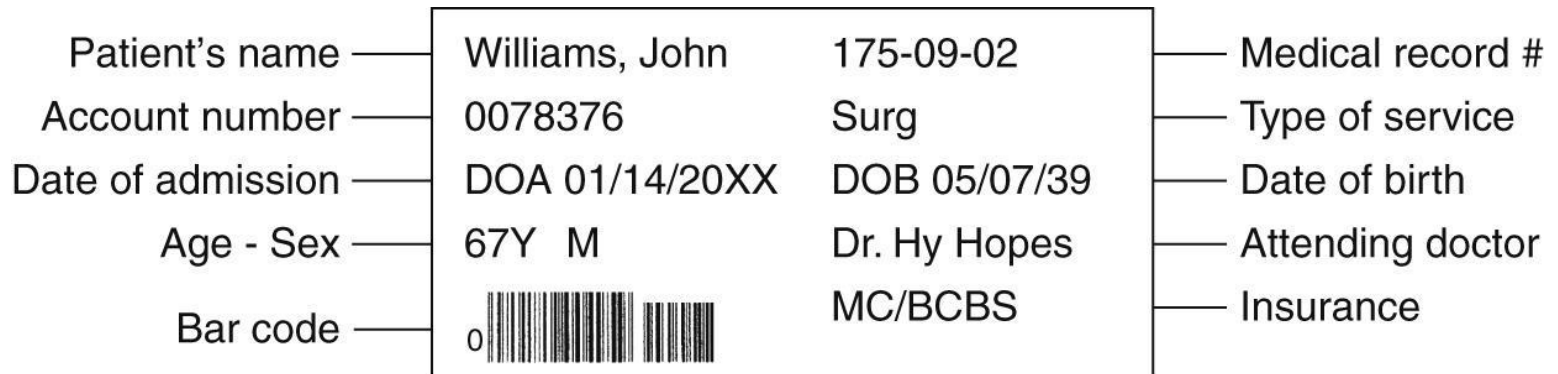 Patient's name Williams, John 175-09-02 Medical record #
Account number 0078376 Surg Type of service
Date of admission DOA 01/14/20XX DOB 05/07/39 Date of birth
Age - Sex 67Y M Dr. Hy Hopes Attending doctor
MC/BCBS Insurance
Bar code 0